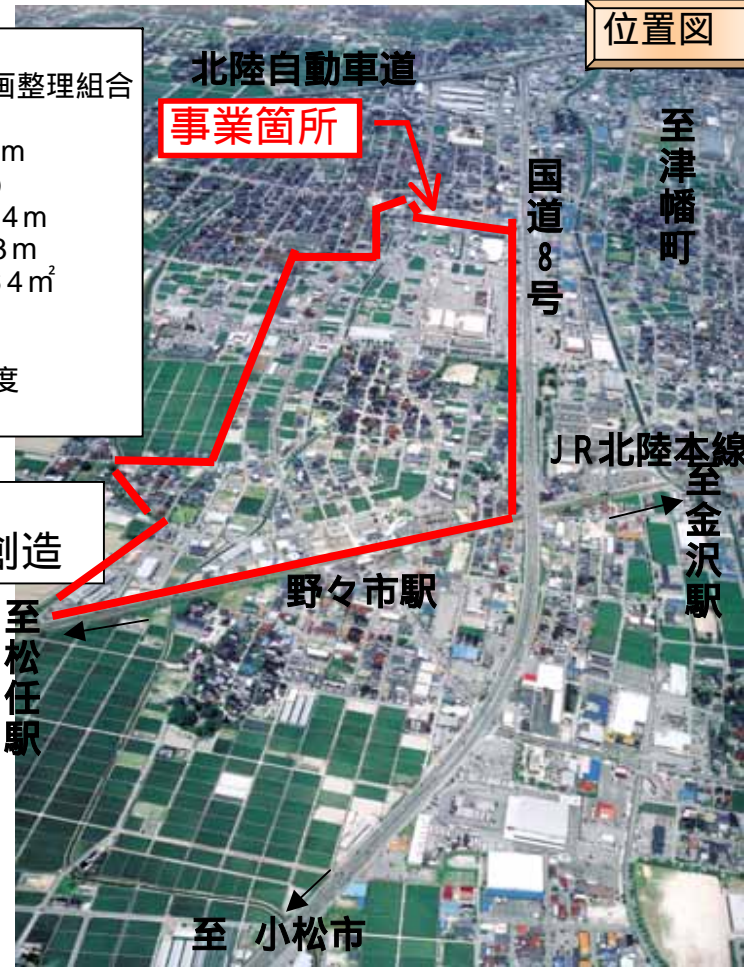 位置図
北陸自動車道
画整理組合
事業箇所
m
4m
3m
34㎡
度
至津幡町
国道8号
JR北陸本線
至金沢駅
創造
野々市駅
至松任駅
至 小松市